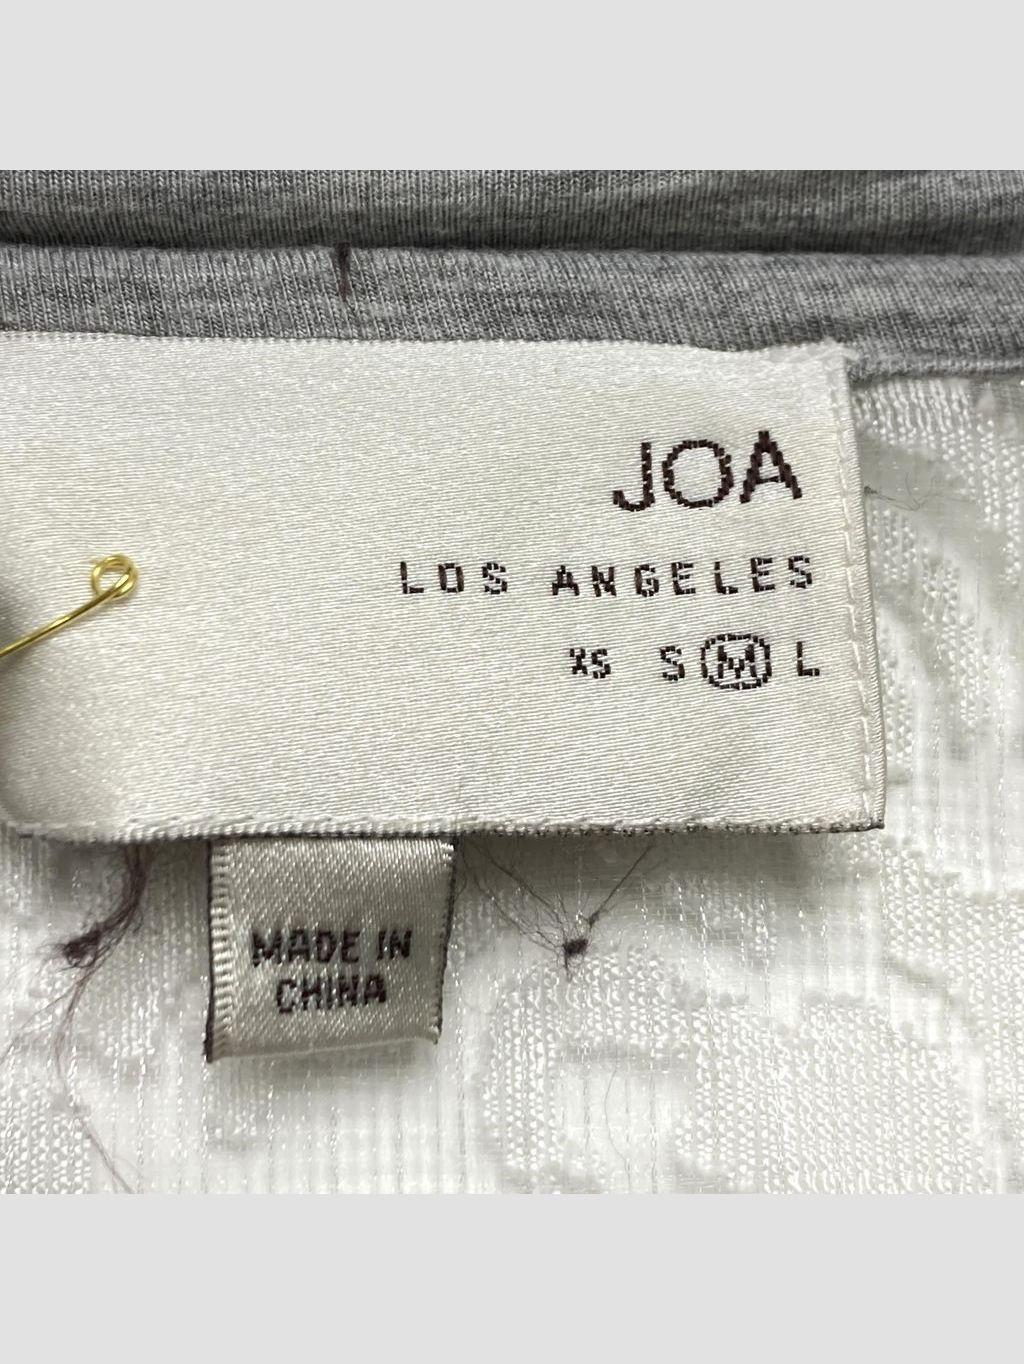 JOA
LOS ANGELES
XS S M L
MADE IN
CHINA